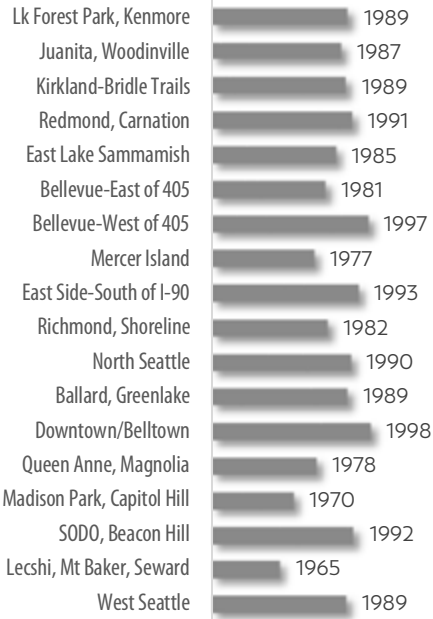 Lk Forest Park, Kenmore 1989
Juanita, Woodinville 1987
Kirkland-Bridle Trails 1989
Redmond, Carnation 1991
East Lake Sammamish 1985
Bellevue-East of 405 1981
Bellevue-West of 405 1997
Mercer Island 1977
East Side-South of I-90 1993
Richmond, Shoreline 1982
North Seattle 1990
Ballard, Greenlake 1989
Downtown/Belltown 1998
Queen Anne, Magnolia 1978
Madison Park, Capitol Hill 1970
SODO, Beacon Hill 1992
Lecshi, Mt Baker, Seward 1965
West Seattle 1989